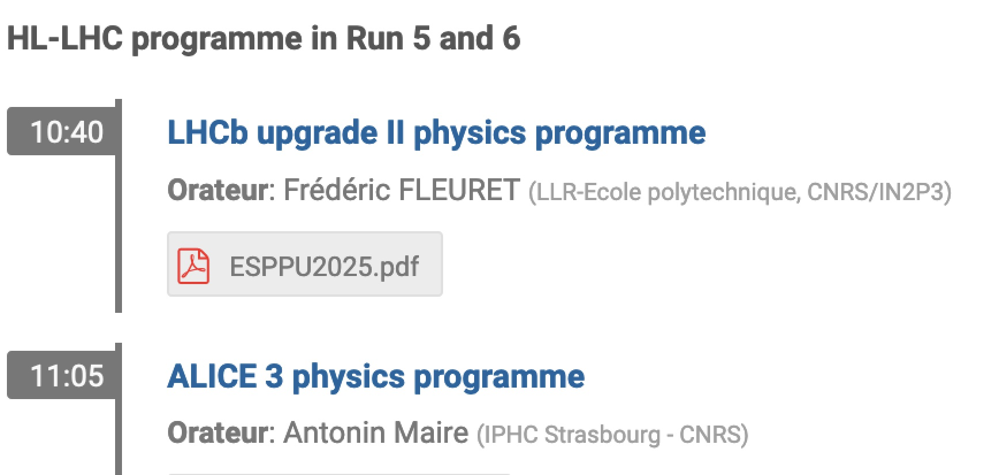 HL-LHC programme in Run 5 and 6
10:40
LHCb upgrade II physics programme
Orateur: Frédéric FLEURET (LLR-Ecole polytechnique, CNRS/IN2P3)
ESPPU2025.pdf
11:05
ALICE 3 physics programme
Orateur: Antonin Maire (IPHC Strasbourg - CNRS)